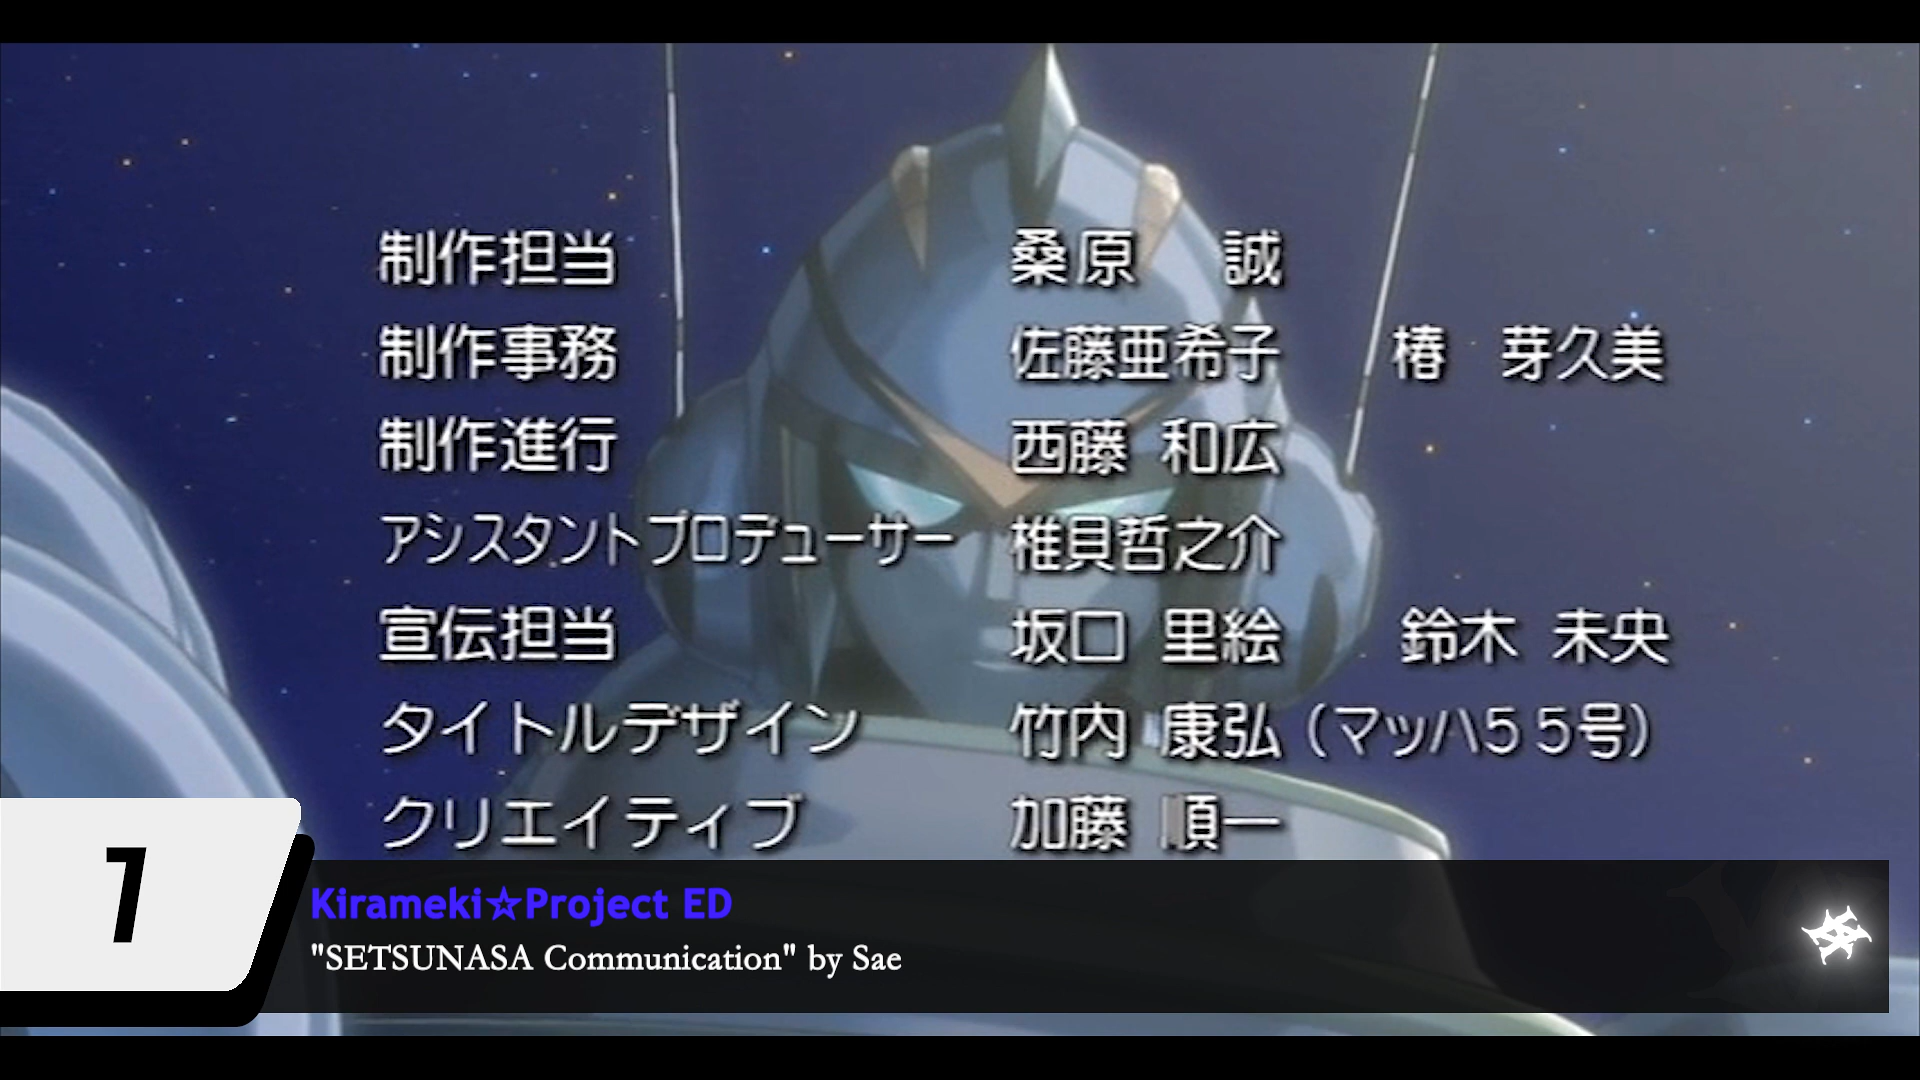 制作担当 桑原 誠
制作事務 佐藤亜希子 椿 芽久美
制作進行 西藤 和広
アシスタントプロデューサー 椎貝哲之介
宣伝担当 坂口 里絵 鈴木 未央
タイトルデザイン 竹内 康弘（マッハ５５号）
クリエイティブ 加藤 順一
1
Kirameki☆Project ED
"SETSUNASA Communication" by Sae